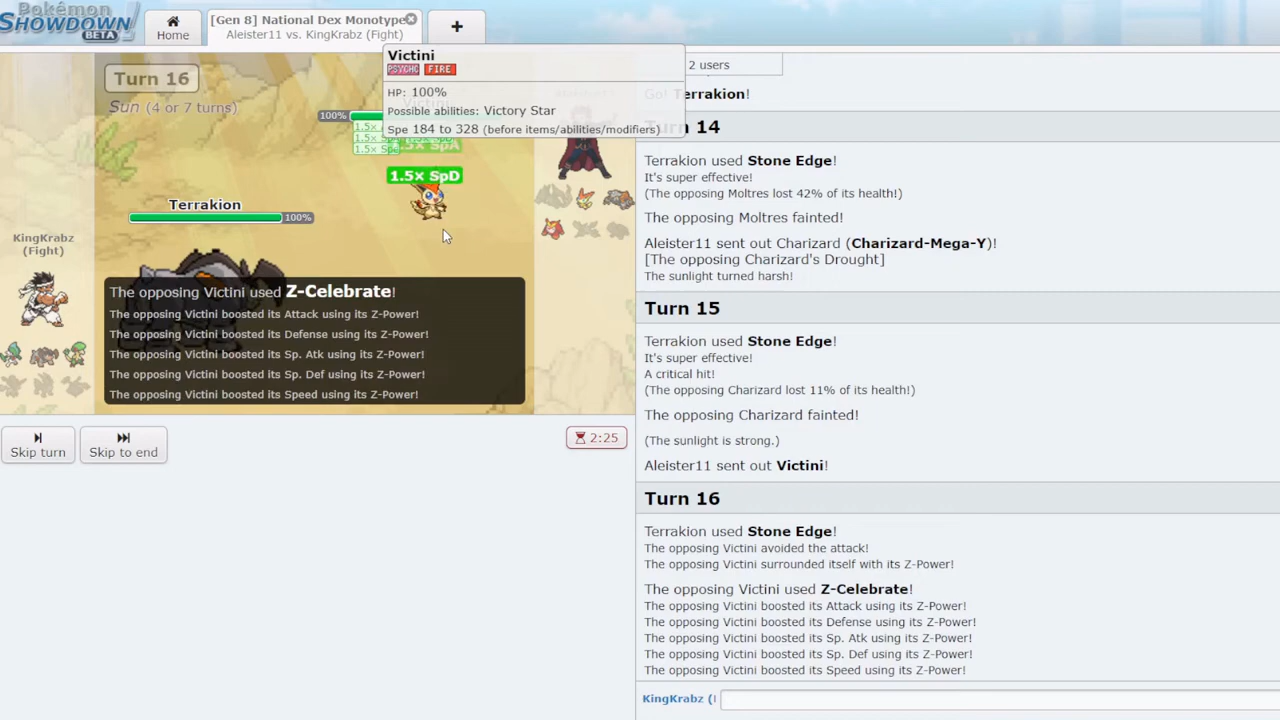 Pokémon
SHOWDOWN
BETA
Home
[Gen 8] National Dex Monotype
Aleister11 vs. KingKrabz (Fight)
+
Victini
PSYCHC FIRE
HP: 100%
Possible abilities: Victory Star
Spe 184 to 328 (before items/abilities/modifiers)
2 users
Turn 16
Sun (4 or 7 turns)
100%
1.5× SpA
1.5× SpD
Terrakion
100%
KingKrabz
(Fight)
The opposing Victini used Z-Celebrate!
The opposing Victini boosted its Attack using its Z-Power!
The opposing Victini boosted its Defense using its Z-Power!
The opposing Victini boosted its Sp. Atk using its Z-Power!
The opposing Victini boosted its Sp. Def using its Z-Power!
The opposing Victini boosted its Speed using its Z-Power!
Skip turn
Skip to end
2:25
Go! Terrakion!
Turn 14
Terrakion used Stone Edge!
It's super effective!
(The opposing Moltres lost 42% of its health!)
The opposing Moltres fainted!
Aleister11 sent out Charizard (Charizard-Mega-Y)!
[The opposing Charizard's Drought]
The sunlight turned harsh!
Turn 15
Terrakion used Stone Edge!
It's super effective!
A critical hit!
(The opposing Charizard lost 11% of its health!)
The opposing Charizard fainted!
(The sunlight is strong.)
Aleister11 sent out Victini!
Turn 16
Terrakion used Stone Edge!
The opposing Victini avoided the attack!
The opposing Victini surrounded itself with its Z-Power!
The opposing Victini used Z-Celebrate!
The opposing Victini boosted its Attack using its Z-Power!
The opposing Victini boosted its Defense using its Z-Power!
The opposing Victini boosted its Sp. Atk using its Z-Power!
The opposing Victini boosted its Sp. Def using its Z-Power!
The opposing Victini boosted its Speed using its Z-Power!
KingKrabz (